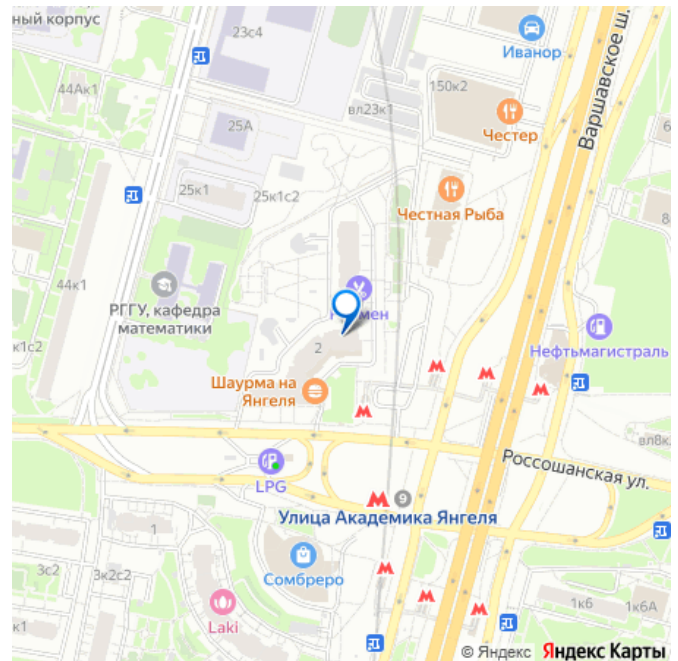 ный корпус
23с4
Иванор
Варшавское ш.
44Ак1
150к2
вл23к1
Честер
25А
25к1
25к1с2
Честная Рыба
44к1
РГГУ, кафедра
математики
к1с2
2
Нефтьмагистраль
Шаурма на
Янгеля
вл8к
Россошанская ул.
LPG
9
Улица Академика Янгеля
1
Сомбреро
3с2
3к2с2
Laki
1к6
1к6А
к1
© Яндекс Яндекс Карты